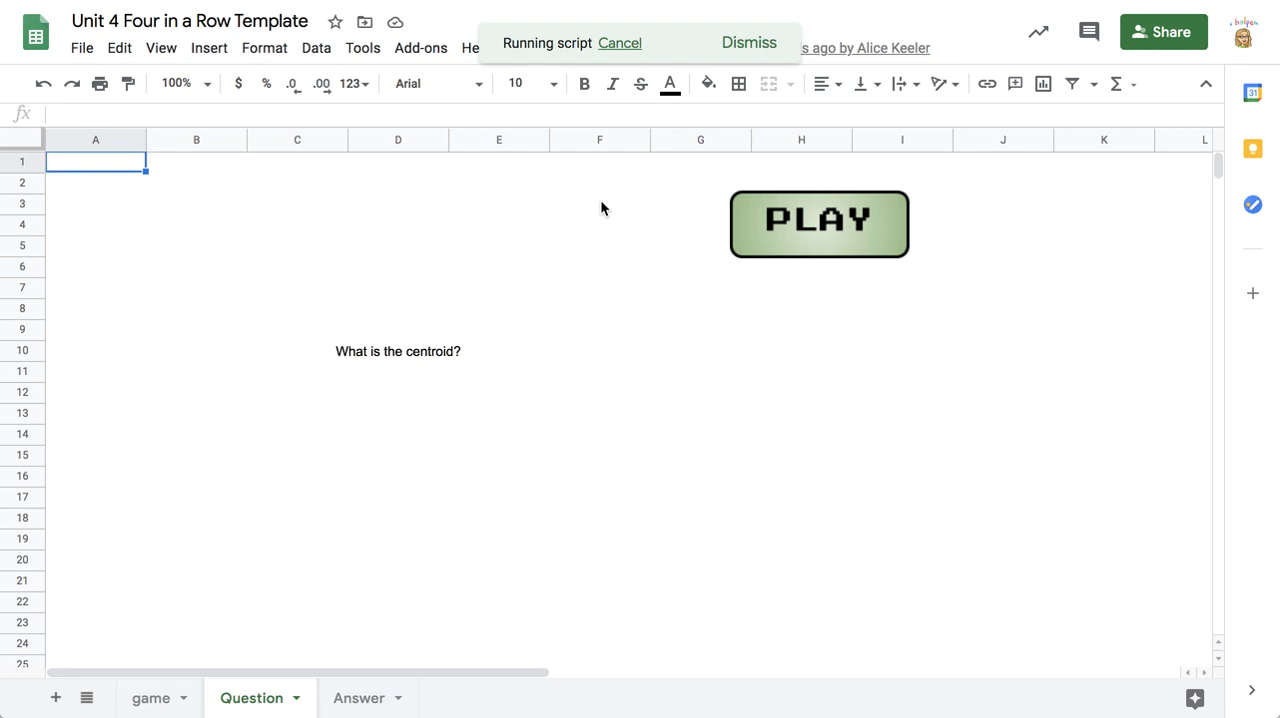 Unit 4 Four in a Row Template
File Edit View Insert Format Data Tools Add-ons He
Running script Cancel Dismiss
s ago by Alice Keeler
Share
100% $ % .0 .00 123 Arial 10 B I S A Σ
fx
A B C D E F G H I J K L
1
2
3
PLAY
4
5
6
7
8
9
10 What is the centroid?
11
12
13
14
15
16
17
18
19
20
21
22
23
24
25
+ game Question Answer
31